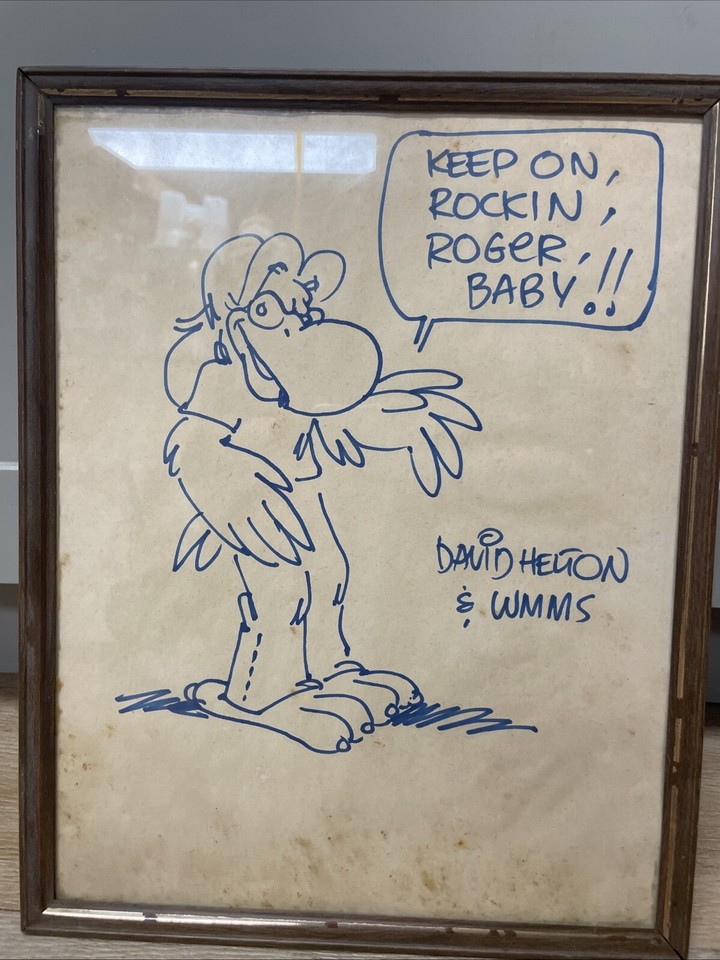 KEEP ON,
ROCKIN,
ROGER,
BABY!!
DAVID HELTON
& WMMS